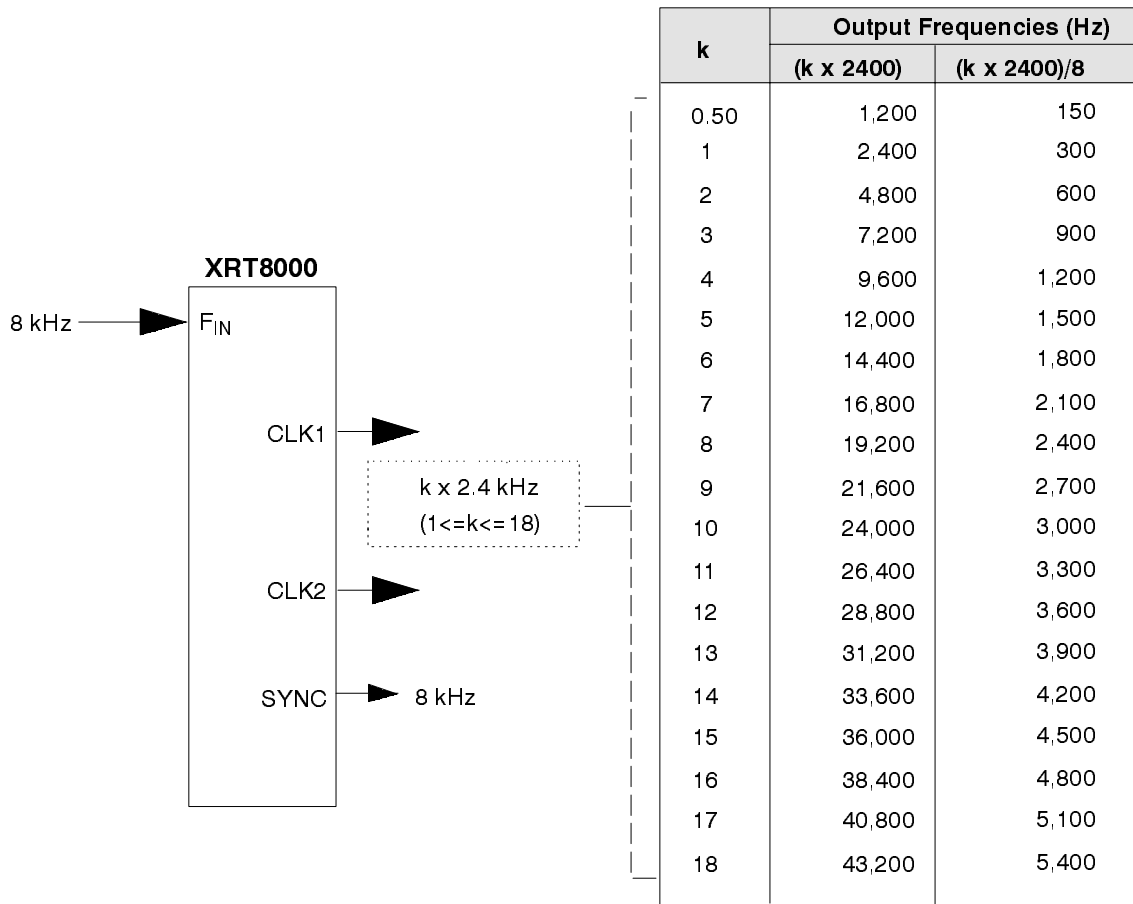 XRT8000
8 kHz
FIN
CLK1
k x 2.4 kHz
(1<=k<=18)
CLK2
SYNC
8 kHz
k
Output Frequencies (Hz)
(k x 2400) (k x 2400)/8
0.50 1,200 150
1 2,400 300
2 4,800 600
3 7,200 900
4 9,600 1,200
5 12,000 1,500
6 14,400 1,800
7 16,800 2,100
8 19,200 2,400
9 21,600 2,700
10 24,000 3,000
11 26,400 3,300
12 28,800 3,600
13 31,200 3,900
14 33,600 4,200
15 36,000 4,500
16 38,400 4,800
17 40,800 5,100
18 43,200 5,400